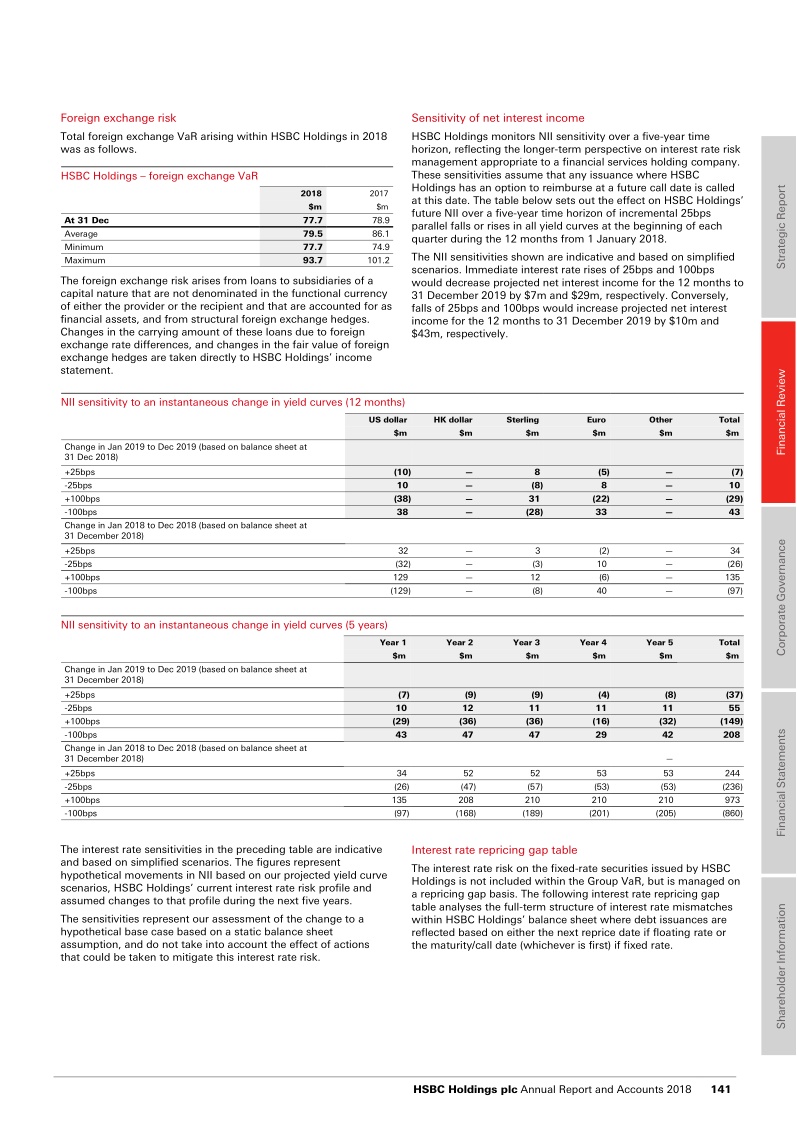 Foreign exchange risk
Total foreign exchange VaR arising within HSBC Holdings in 2018
was as follows.
HSBC Holdings – foreign exchange VaR
2018 2017
$m $m
At 31 Dec 77.7 78.9
Average 79.5 86.1
Minimum 77.7 74.9
Maximum 93.7 101.2
The foreign exchange risk arises from loans to subsidiaries of a
capital nature that are not denominated in the functional currency
of either the provider or the recipient and that are accounted for as
financial assets, and from structural foreign exchange hedges.
Changes in the carrying amount of these loans due to foreign
exchange rate differences, and changes in the fair value of foreign
exchange hedges are taken directly to HSBC Holdings’ income
statement.
Sensitivity of net interest income
HSBC Holdings monitors NII sensitivity over a five-year time
horizon, reflecting the longer-term perspective on interest rate risk
management appropriate to a financial services holding company.
These sensitivities assume that any issuance where HSBC
Holdings has an option to reimburse at a future call date is called
at this date. The table below sets out the effect on HSBC Holdings’
future NII over a five-year time horizon of incremental 25bps
parallel falls or rises in all yield curves at the beginning of each
quarter during the 12 months from 1 January 2018.
The NII sensitivities shown are indicative and based on simplified
scenarios. Immediate interest rate rises of 25bps and 100bps
would decrease projected net interest income for the 12 months to
31 December 2019 by $7m and $29m, respectively. Conversely,
falls of 25bps and 100bps would increase projected net interest
income for the 12 months to 31 December 2019 by $10m and
$43m, respectively.
NII sensitivity to an instantaneous change in yield curves (12 months)
US dollar HK dollar Sterling Euro Other Total
$m $m $m $m $m $m
Change in Jan 2019 to Dec 2019 (based on balance sheet at
31 Dec 2018)
+25bps (10) — 8 (5) — (7)
-25bps 10 — (8) 8 — 10
+100bps (38) — 31 (22) — (29)
-100bps 38 — (28) 33 — 43
Change in Jan 2018 to Dec 2018 (based on balance sheet at
31 December 2018)
+25bps 32 — 3 (2) — 34
-25bps (32) — (3) 10 — (26)
+100bps 129 — 12 (6) — 135
-100bps (129) — (8) 40 — (97)
NII sensitivity to an instantaneous change in yield curves (5 years)
Year 1 Year 2 Year 3 Year 4 Year 5 Total
$m $m $m $m $m $m
Change in Jan 2019 to Dec 2019 (based on balance sheet at
31 December 2018)
+25bps (7) (9) (9) (4) (8) (37)
-25bps 10 12 11 11 11 55
+100bps (29) (36) (36) (16) (32) (149)
-100bps 43 47 47 29 42 208
Change in Jan 2018 to Dec 2018 (based on balance sheet at
31 December 2018) —
+25bps 34 52 52 53 53 244
-25bps (26) (47) (57) (53) (53) (236)
+100bps 135 208 210 210 210 973
-100bps (97) (168) (189) (201) (205) (860)
The interest rate sensitivities in the preceding table are indicative
and based on simplified scenarios. The figures represent
hypothetical movements in NII based on our projected yield curve
scenarios, HSBC Holdings’ current interest rate risk profile and
assumed changes to that profile during the next five years.
The sensitivities represent our assessment of the change to a
hypothetical base case based on a static balance sheet
assumption, and do not take into account the effect of actions
that could be taken to mitigate this interest rate risk.
Interest rate repricing gap table
The interest rate risk on the fixed-rate securities issued by HSBC
Holdings is not included within the Group VaR, but is managed on
a repricing gap basis. The following interest rate repricing gap
table analyses the full-term structure of interest rate mismatches
within HSBC Holdings’ balance sheet where debt issuances are
reflected based on either the next reprice date if floating rate or
the maturity/call date (whichever is first) if fixed rate.
Strategic Report
Financial Review
Corporate Governance
Financial Statements
Shareholder Information
HSBC Holdings plc Annual Report and Accounts 2018 141